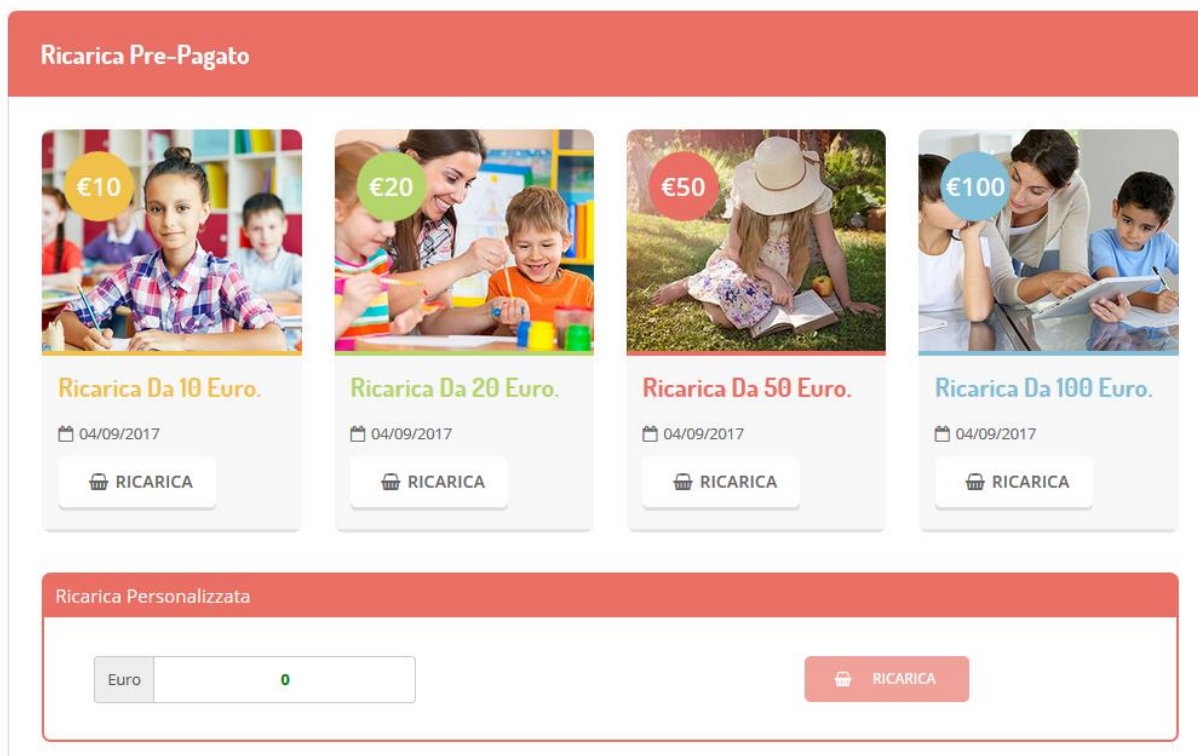 Ricarica Pre-Pagato
€10
€20
€50
€100
Ricarica Da 10 Euro.
Ricarica Da 20 Euro.
Ricarica Da 50 Euro.
Ricarica Da 100 Euro.
04/09/2017
04/09/2017
04/09/2017
04/09/2017
RICARICA
RICARICA
RICARICA
RICARICA
Ricarica Personalizzata
Euro
0
RICARICA